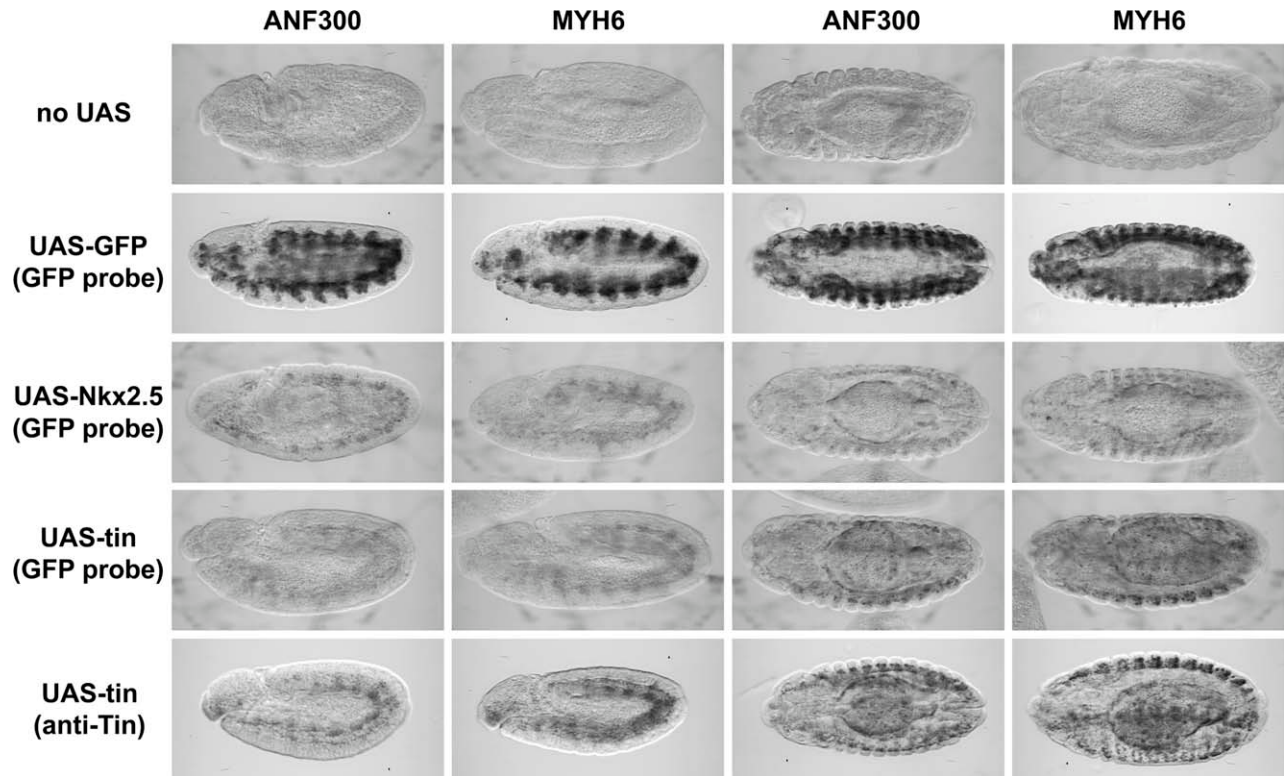 ANF300 MYH6 ANF300 MYH6
no UAS
UAS-GFP
(GFP probe)
UAS-Nkx2.5
(GFP probe)
UAS-tin
(GFP probe)
UAS-tin
(anti-Tin)